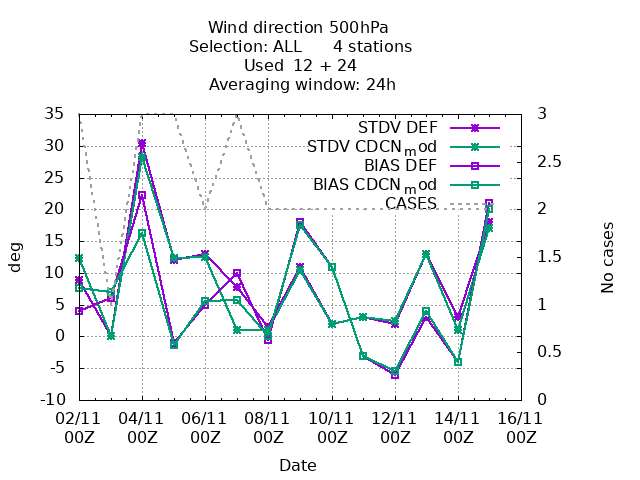 Wind direction 500hPa
Selection: ALL      4 stations
Used  12 + 24
Averaging window: 24h
35
30
25
20
15
10
5
0
-5
-10
deg
STDV DEF
STDV CDCNmod
BIAS DEF
BIAS CDCNmod
CASES
3
2.5
2
1.5
1
0.5
0
No cases
02/11 04/11 06/11 08/11 10/11 12/11 14/11 16/11
00Z 00Z 00Z 00Z 00Z 00Z 00Z 00Z
Date